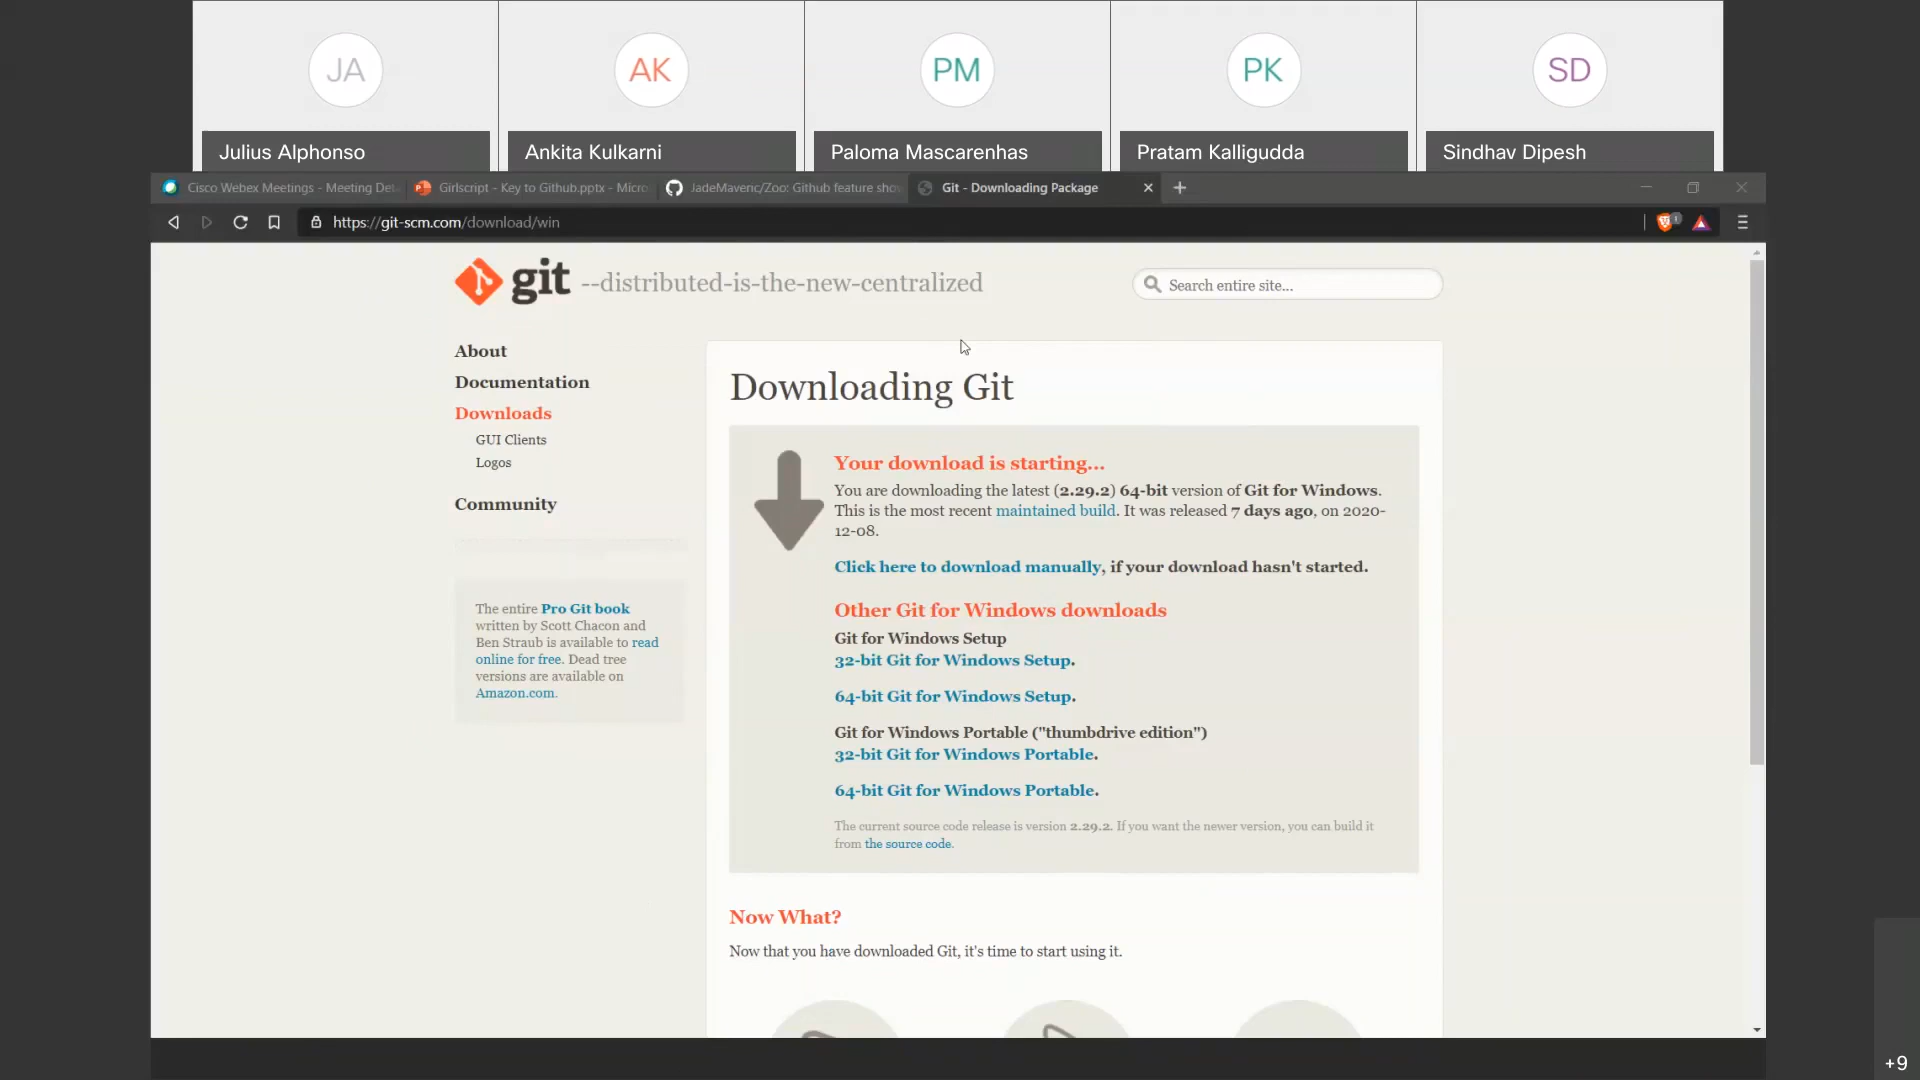 JA
AK
PM
PK
SD
Julius Alphonso
Ankita Kulkarni
Paloma Mascarenhas
Pratam Kalligudda
Sindhav Dipesh
Cisco Webex Meetings - Meeting Det
Girlscript - Key to Github.pptx - Micro
JadeMaveric/Zoo: Github feature sho
Git - Downloading Package
https://git-scm.com/download/win
git --distributed-is-the-new-centralized
Search entire site...
About
Documentation
Downloads
GUI Clients
Logos
Community
The entire Pro Git book
written by Scott Chacon and
Ben Straub is available to read
online for free. Dead tree
versions are available on
Amazon.com.
Downloading Git
Your download is starting...
You are downloading the latest (2.29.2) 64-bit version of Git for Windows.
This is the most recent maintained build. It was released 7 days ago, on 2020-
12-08.
Click here to download manually, if your download hasn't started.
Other Git for Windows downloads
Git for Windows Setup
32-bit Git for Windows Setup.
64-bit Git for Windows Setup.
Git for Windows Portable ("thumbdrive edition")
32-bit Git for Windows Portable.
64-bit Git for Windows Portable.
The current source code release is version 2.29.2. If you want the newer version, you can build it
from the source code.
Now What?
Now that you have downloaded Git, it's time to start using it.
+9